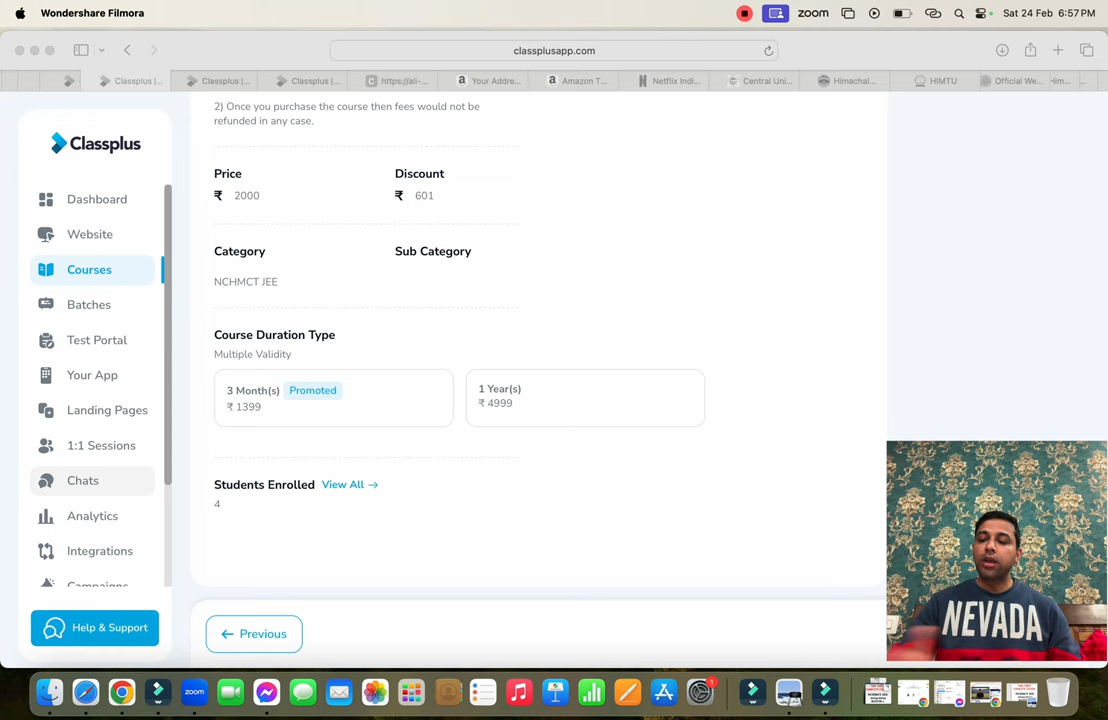 Wondershare Filmora
zoom
Sat 24 Feb 6:57 PM
classplusapp.com
Classplus |...
Classplus |...
Classplus |...
https://ali-...
Your Addre...
Amazon T...
Netflix Indi...
Central Uni...
Himachal...
HIMTU
Official We...
Him...
Classplus
Dashboard
Website
Courses
Batches
Test Portal
Your App
Landing Pages
1:1 Sessions
Chats
Analytics
Integrations
Campaigns
Help & Support
2) Once you purchase the course then fees would not be
refunded in any case.
Price
Discount
₹ 2000
₹ 601
Category
Sub Category
NCHMCT JEE
Course Duration Type
Multiple Validity
3 Month(s) Promoted
₹ 1399
1 Year(s)
₹ 4999
Students Enrolled View All →
4
← Previous
NEVADA
zoom
1